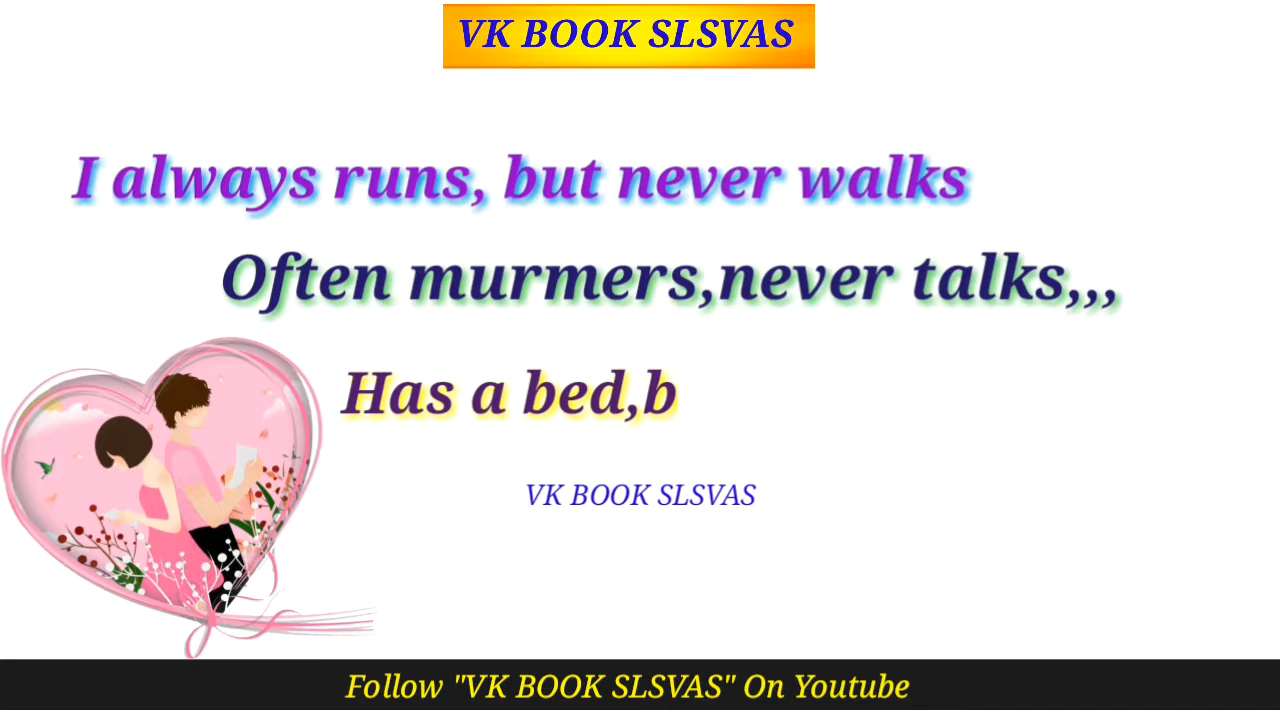 VK BOOK SLSVAS
I always runs, but never walks
Often murmers,never talks,,,
Has a bed,b
VK BOOK SLSVAS
Follow "VK BOOK SLSVAS" On Youtube